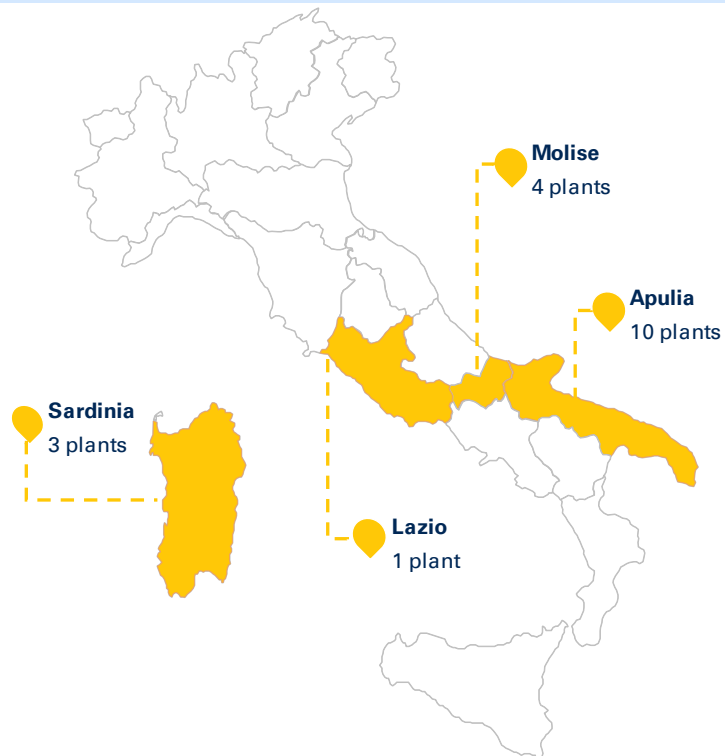 Molise
4 plants
Apulia
10 plants
Sardinia
3 plants
Lazio
1 plant